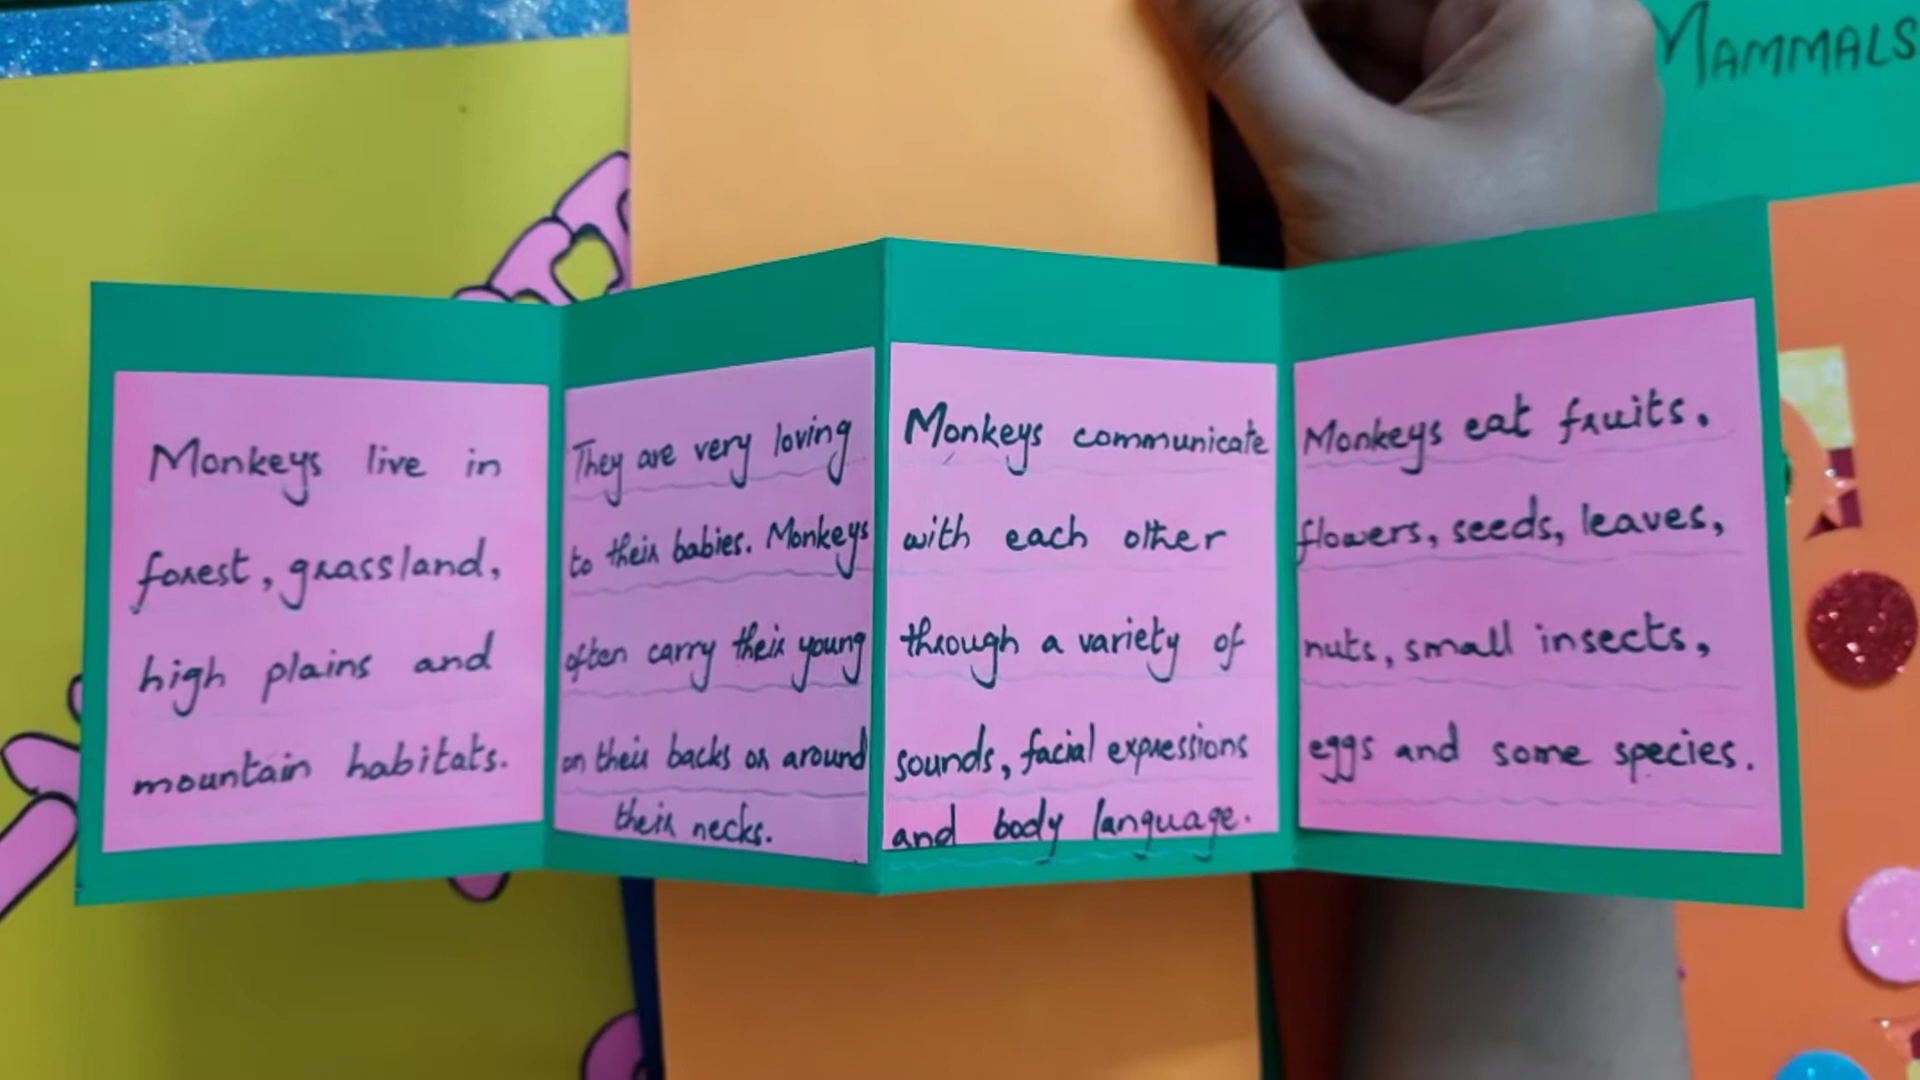 MAMMALS
Monkeys live in
forest, grassland,
high plains and
mountain habitats.
They are very loving
to their babies. Monkeys
often carry their young
on their backs or around
their necks.
Monkeys communicate
with each other
through a variety of
sounds, facial expressions
and body language.
Monkeys eat fruits.
flowers, seeds, leaves,
nuts, small insects,
eggs and some species.